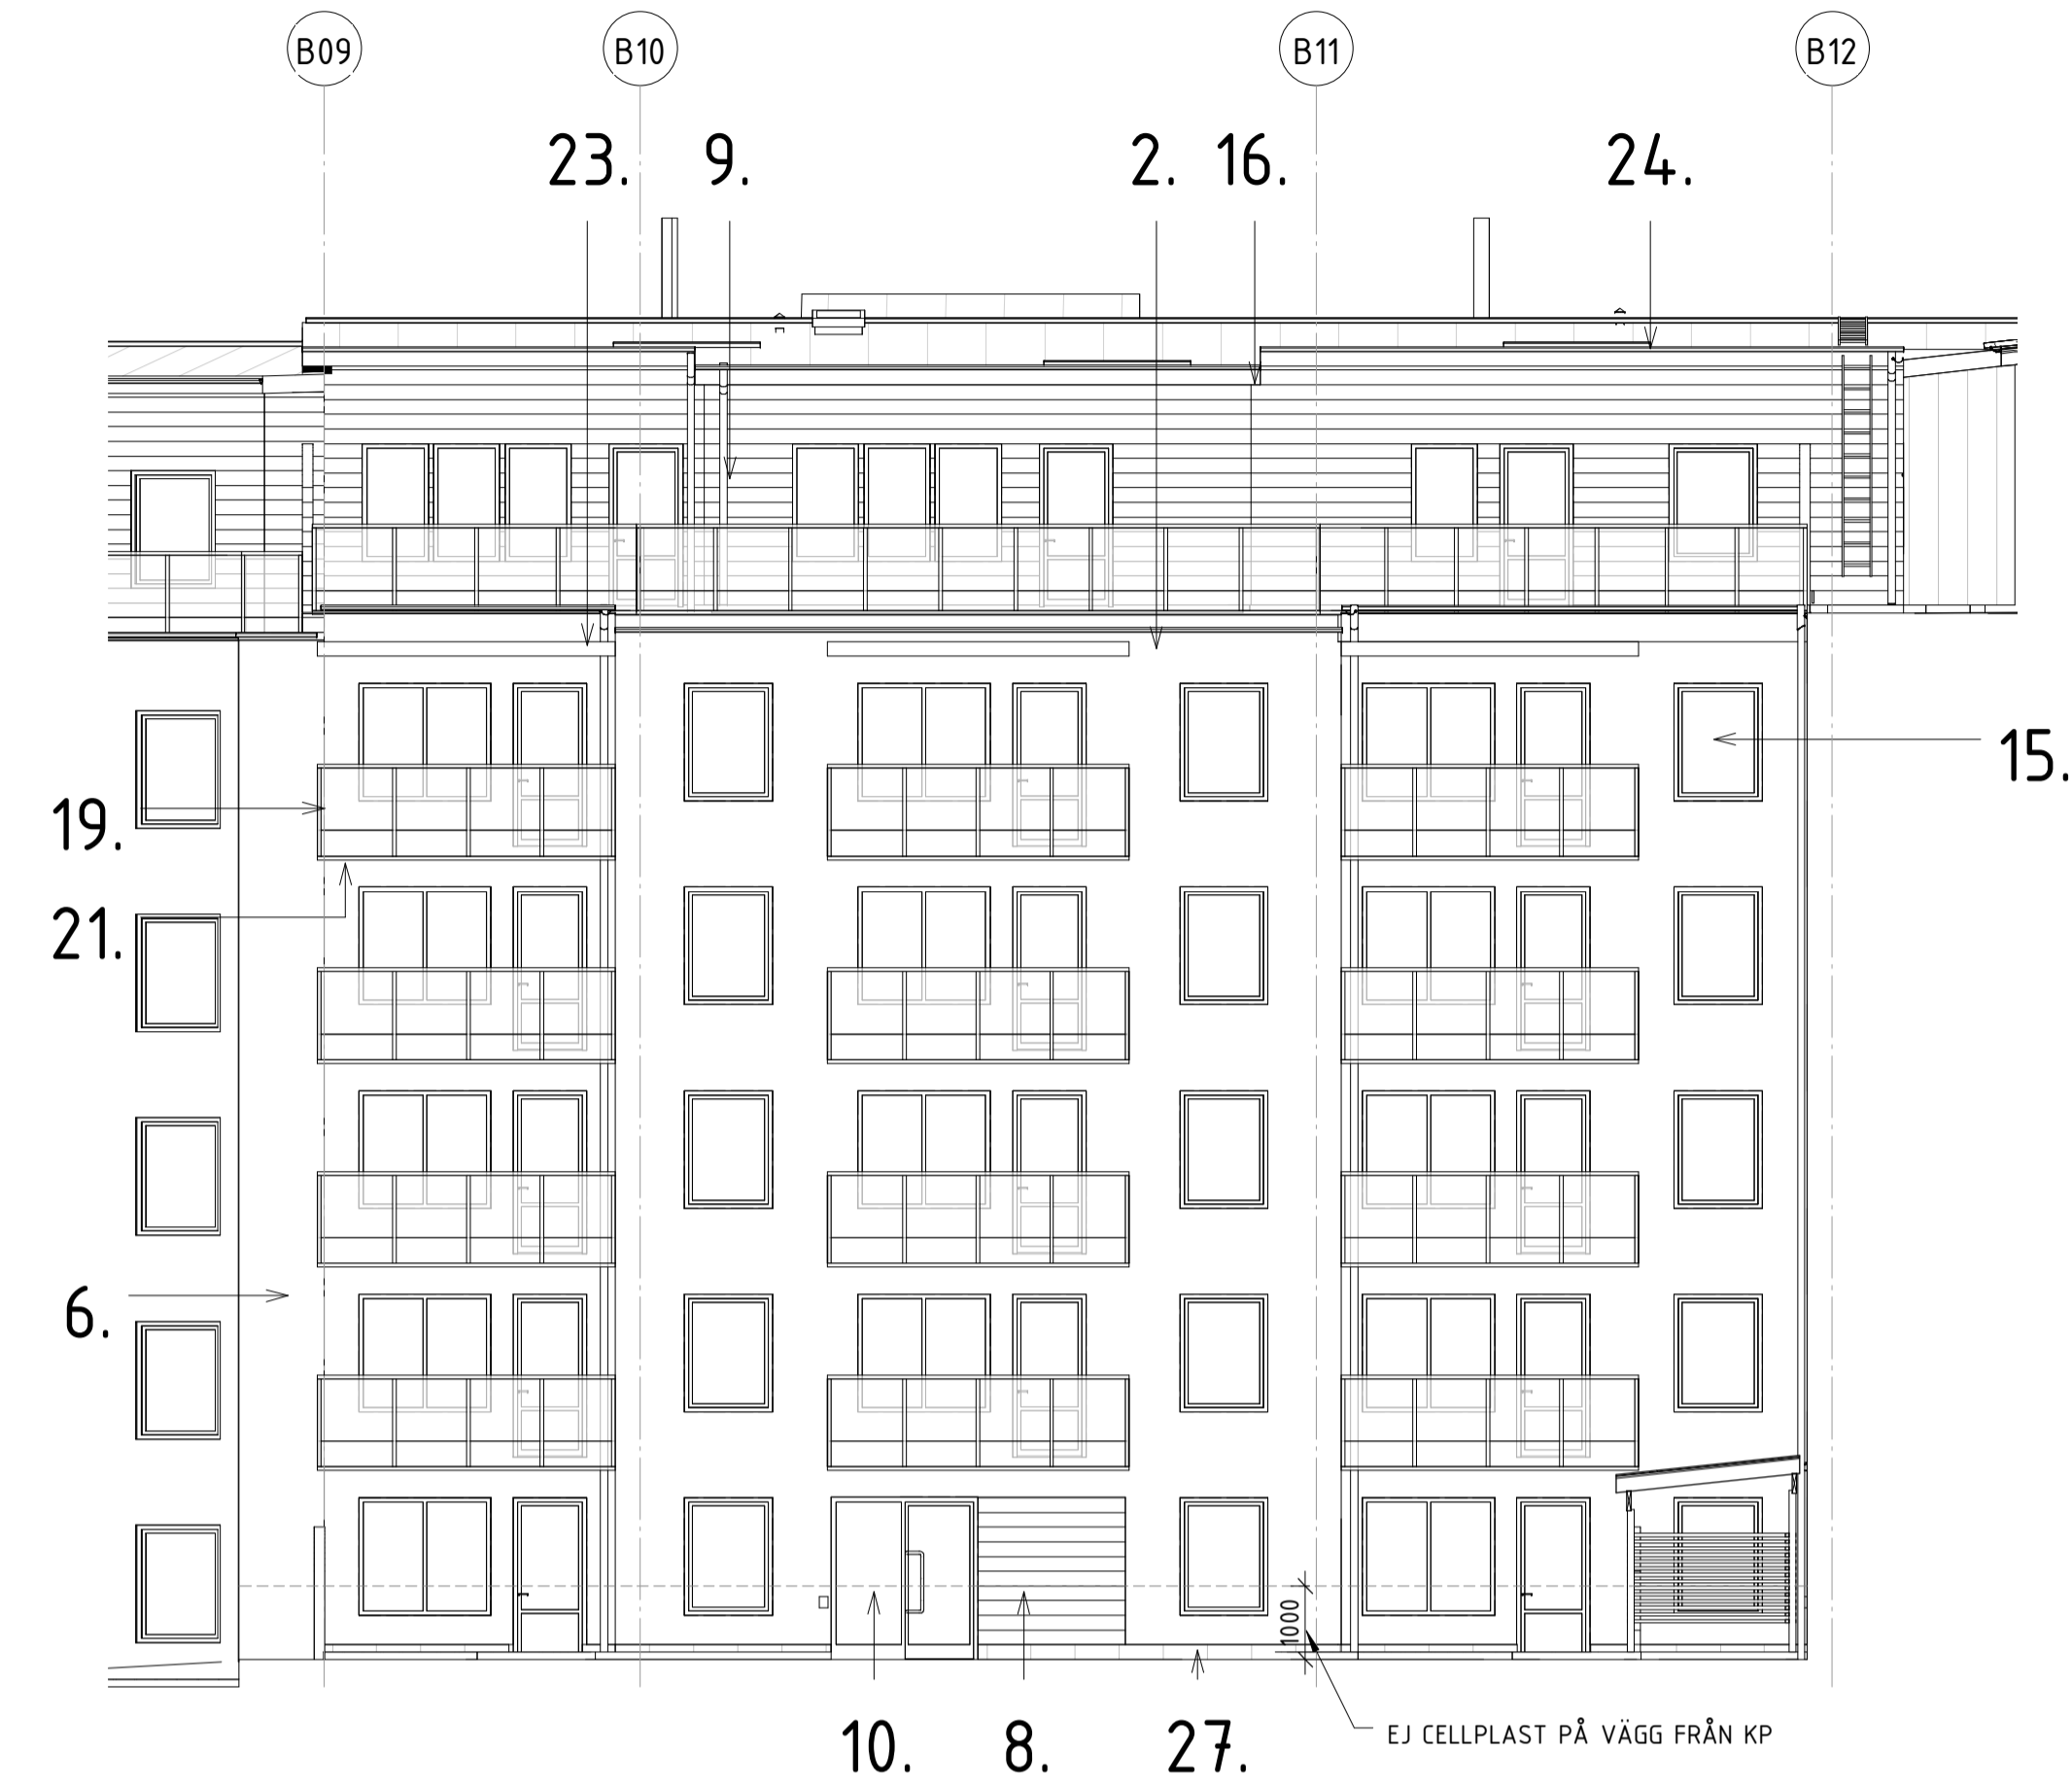 B09 B10 B11 B12
23. 9. 2. 16. 24.
15.
19.
21.
6.
1000
EJ CELLPLAST PÅ VÄGG FRÅN KP
10. 8. 27.